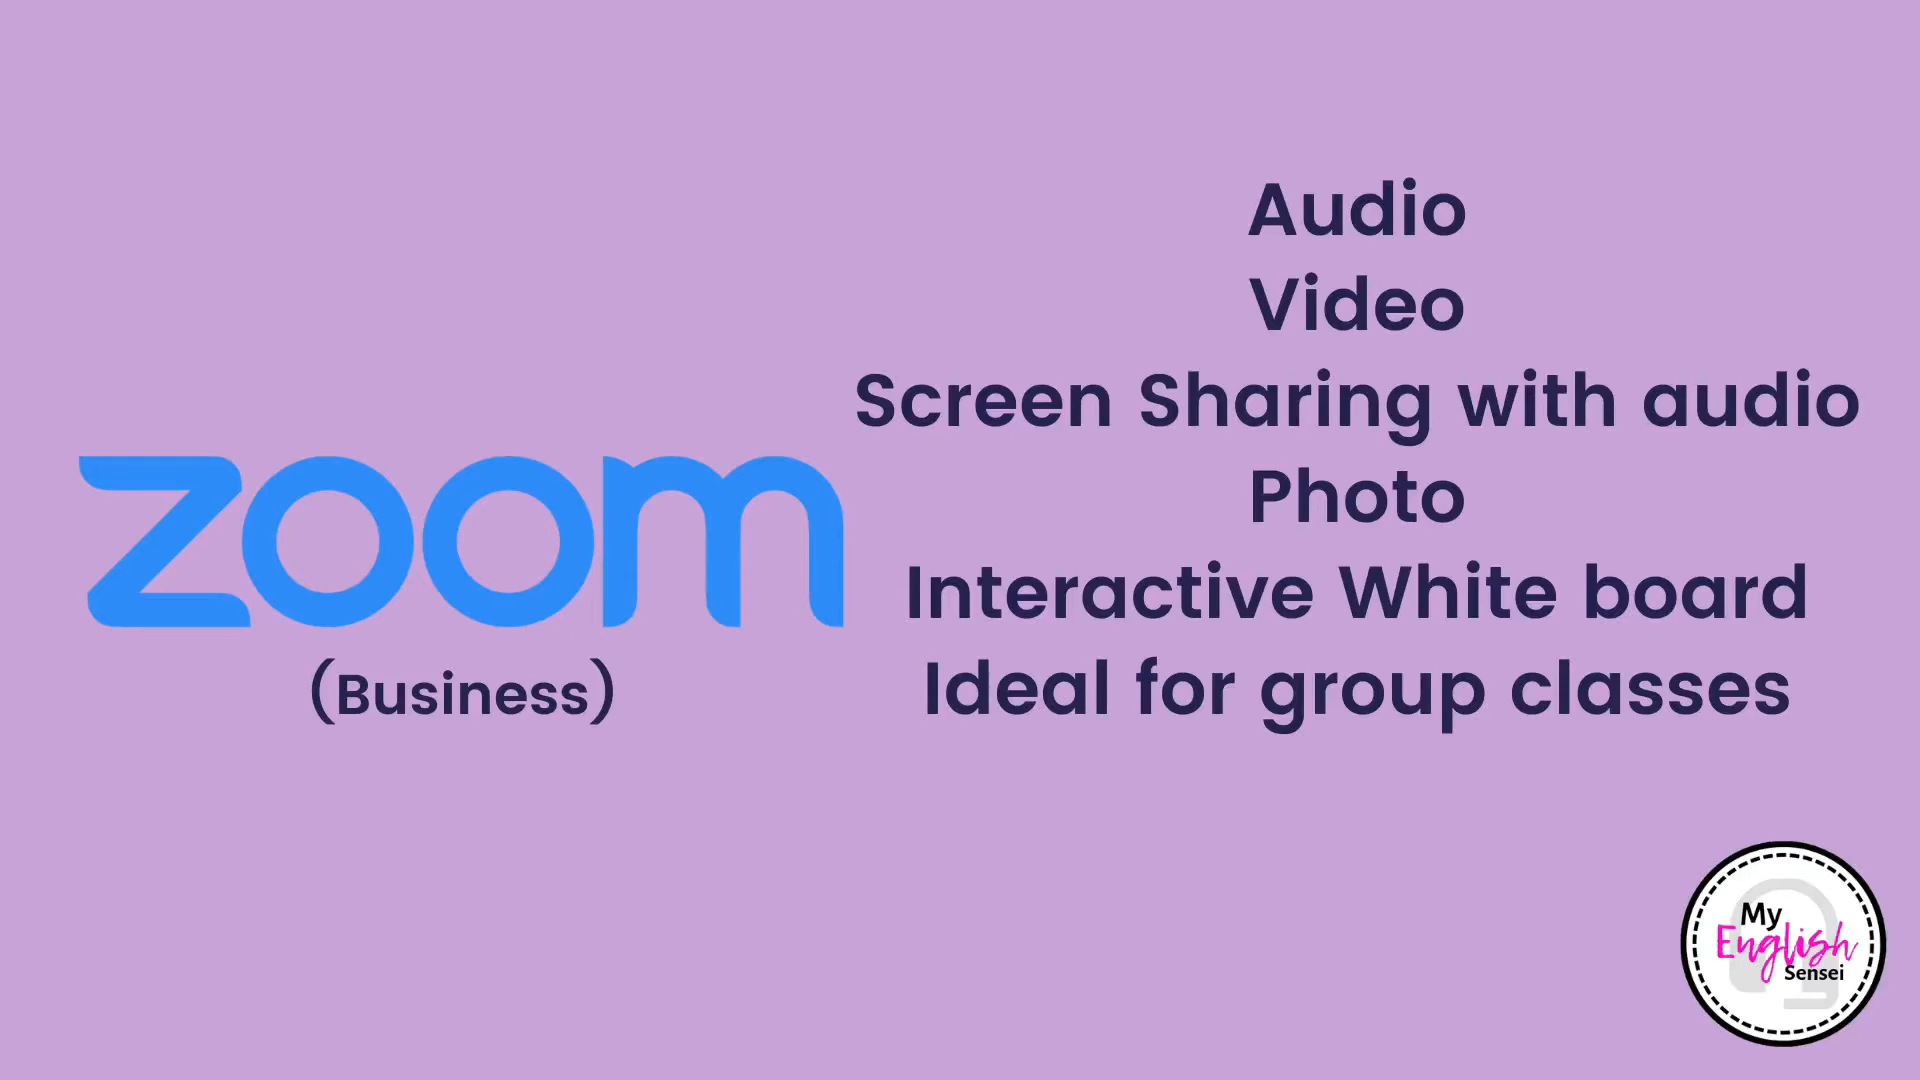 zoom
(Business)
Audio
Video
Screen Sharing with audio
Photo
Interactive White board
Ideal for group classes
My
English
Sensei